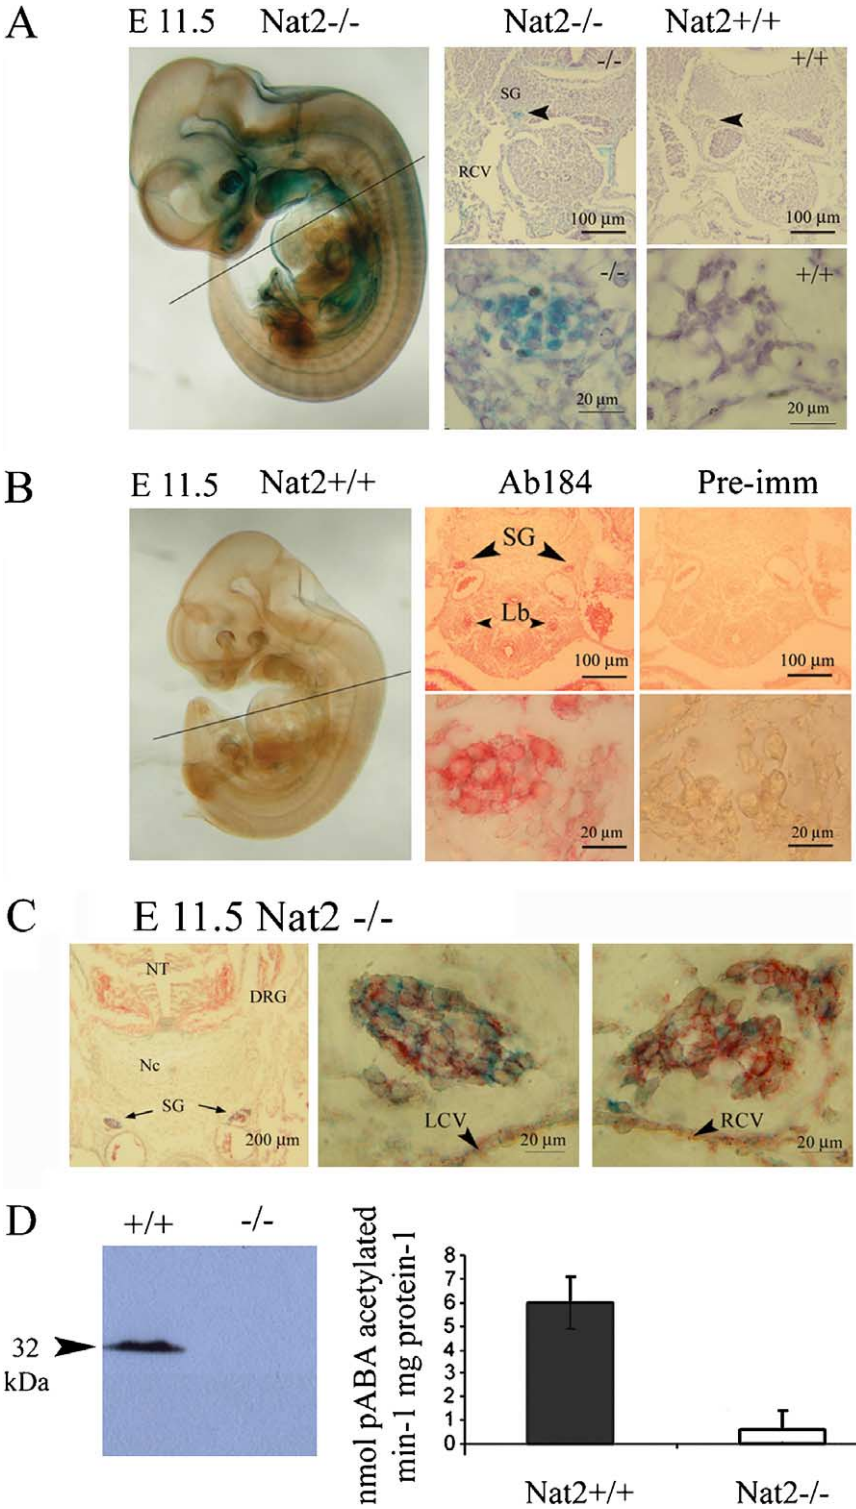 A
E 11.5 Nat2-/- Nat2-/- Nat2+/+
-/- +/+
SG
RCV
100 µm 100 µm
-/- +/+
20 µm 20 µm
B
E 11.5 Nat2+/+ Ab184 Pre-imm
SG
Lb
100 µm 100 µm
20 µm 20 µm
C
E 11.5 Nat2 -/-
NT
DRG
Nc
SG
200 µm
LCV
20 µm
RCV
20 µm
D
+/+ -/-
32
kDa
nmol pABA acetylated
min-1 mg protein-1
8
7
6
5
4
3
2
1
0
Nat2+/+ Nat2-/-